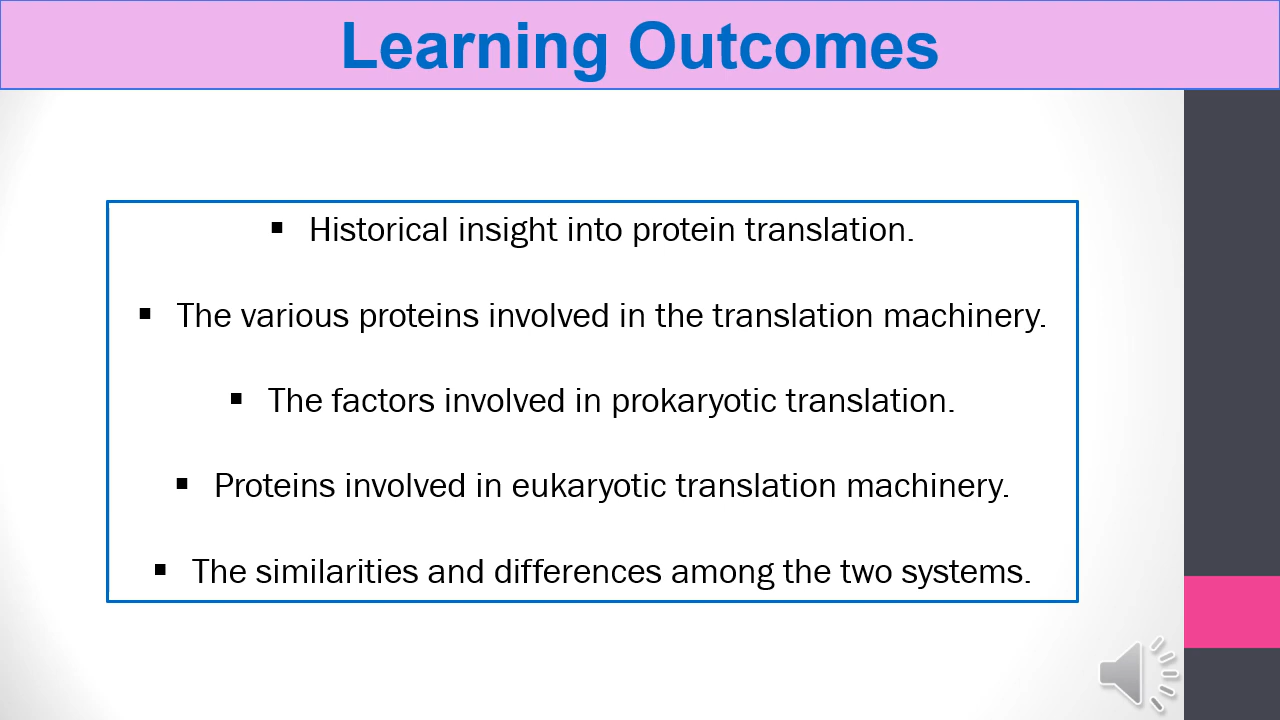 Learning Outcomes
▪ Historical insight into protein translation.
▪ The various proteins involved in the translation machinery.
▪ The factors involved in prokaryotic translation.
▪ Proteins involved in eukaryotic translation machinery.
▪ The similarities and differences among the two systems.